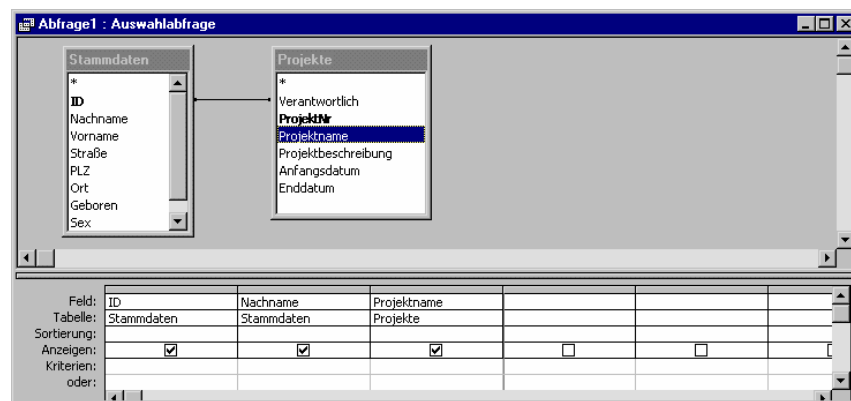 Abfrage1 : Auswahlabfrage
Stammdaten
*
ID
Nachname
Vorname
Straße
PLZ
Ort
Geboren
Sex
Projekte
*
Verantwortlich
ProjektNr
Projektname
Projektbeschreibung
Anfangsdatum
Enddatum
Feld: ID Nachname Projektname
Tabelle: Stammdaten Stammdaten Projekte
Sortierung:
Anzeigen:
Kriterien:
oder: